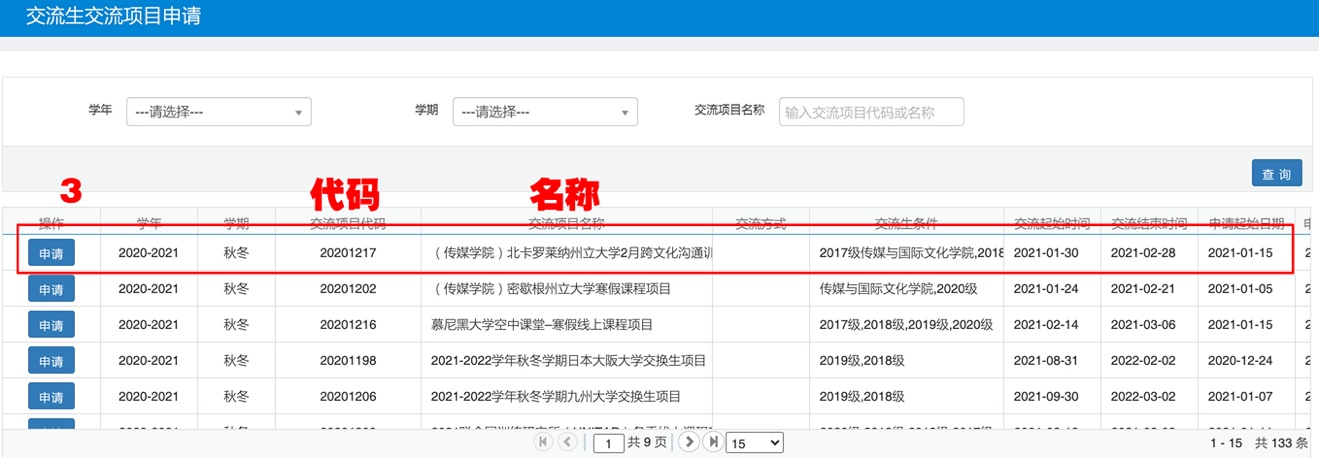 交流生交流项目申请
学年 ---请选择--- 学期 ---请选择--- 交流项目名称 输入交流项目代码或名称
查 询
3 代码 名称
操作 学年 学期 交流项目代码 交流项目名称 交流方式 交流生条件 交流起始时间 交流结束时间 申请起始日期
申请 2020-2021 秋冬 20201217 （传媒学院）北卡罗莱纳州立大学2月跨文化沟通训 2017级传媒与国际文化学院,2018 2021-01-30 2021-02-28 2021-01-15 2
申请 2020-2021 秋冬 20201202 （传媒学院）密歇根州立大学寒假课程项目 传媒与国际文化学院,2020级 2021-01-24 2021-02-21 2021-01-05 2
申请 2020-2021 秋冬 20201216 慕尼黑大学空中课堂–寒假线上课程项目 2017级,2018级,2019级,2020级 2021-02-14 2021-03-06 2021-01-15 2
申请 2020-2021 秋冬 20201198 2021-2022学年秋冬学期日本大阪大学交换生项目 2019级,2018级 2021-08-31 2022-02-02 2020-12-24 2
申请 2020-2021 秋冬 20201206 2021-2022学年秋冬学期九州大学交换生项目 2019级,2018级 2021-09-30 2022-03-02 2021-01-07 2
1 共 9 页 15 1 - 15 共 133 条